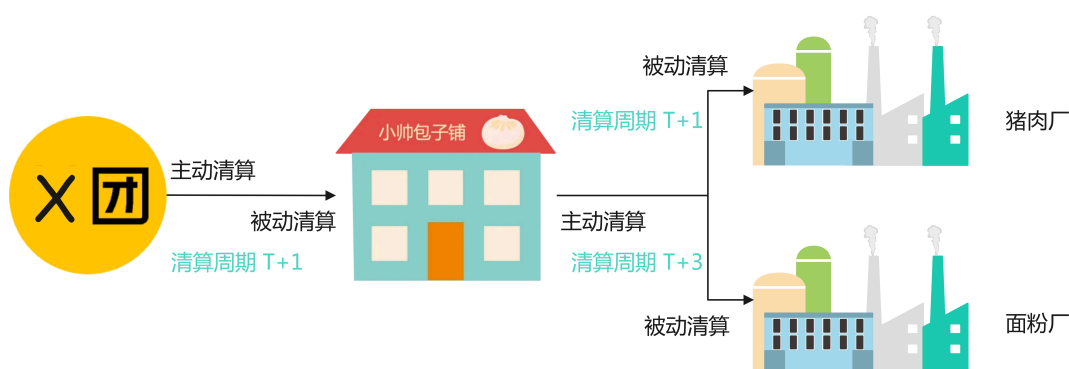 X团
主动清算
被动清算
清算周期 T+1
小帅包子铺
主动清算
清算周期 T+3
被动清算
清算周期 T+1
猪肉厂
被动清算
面粉厂